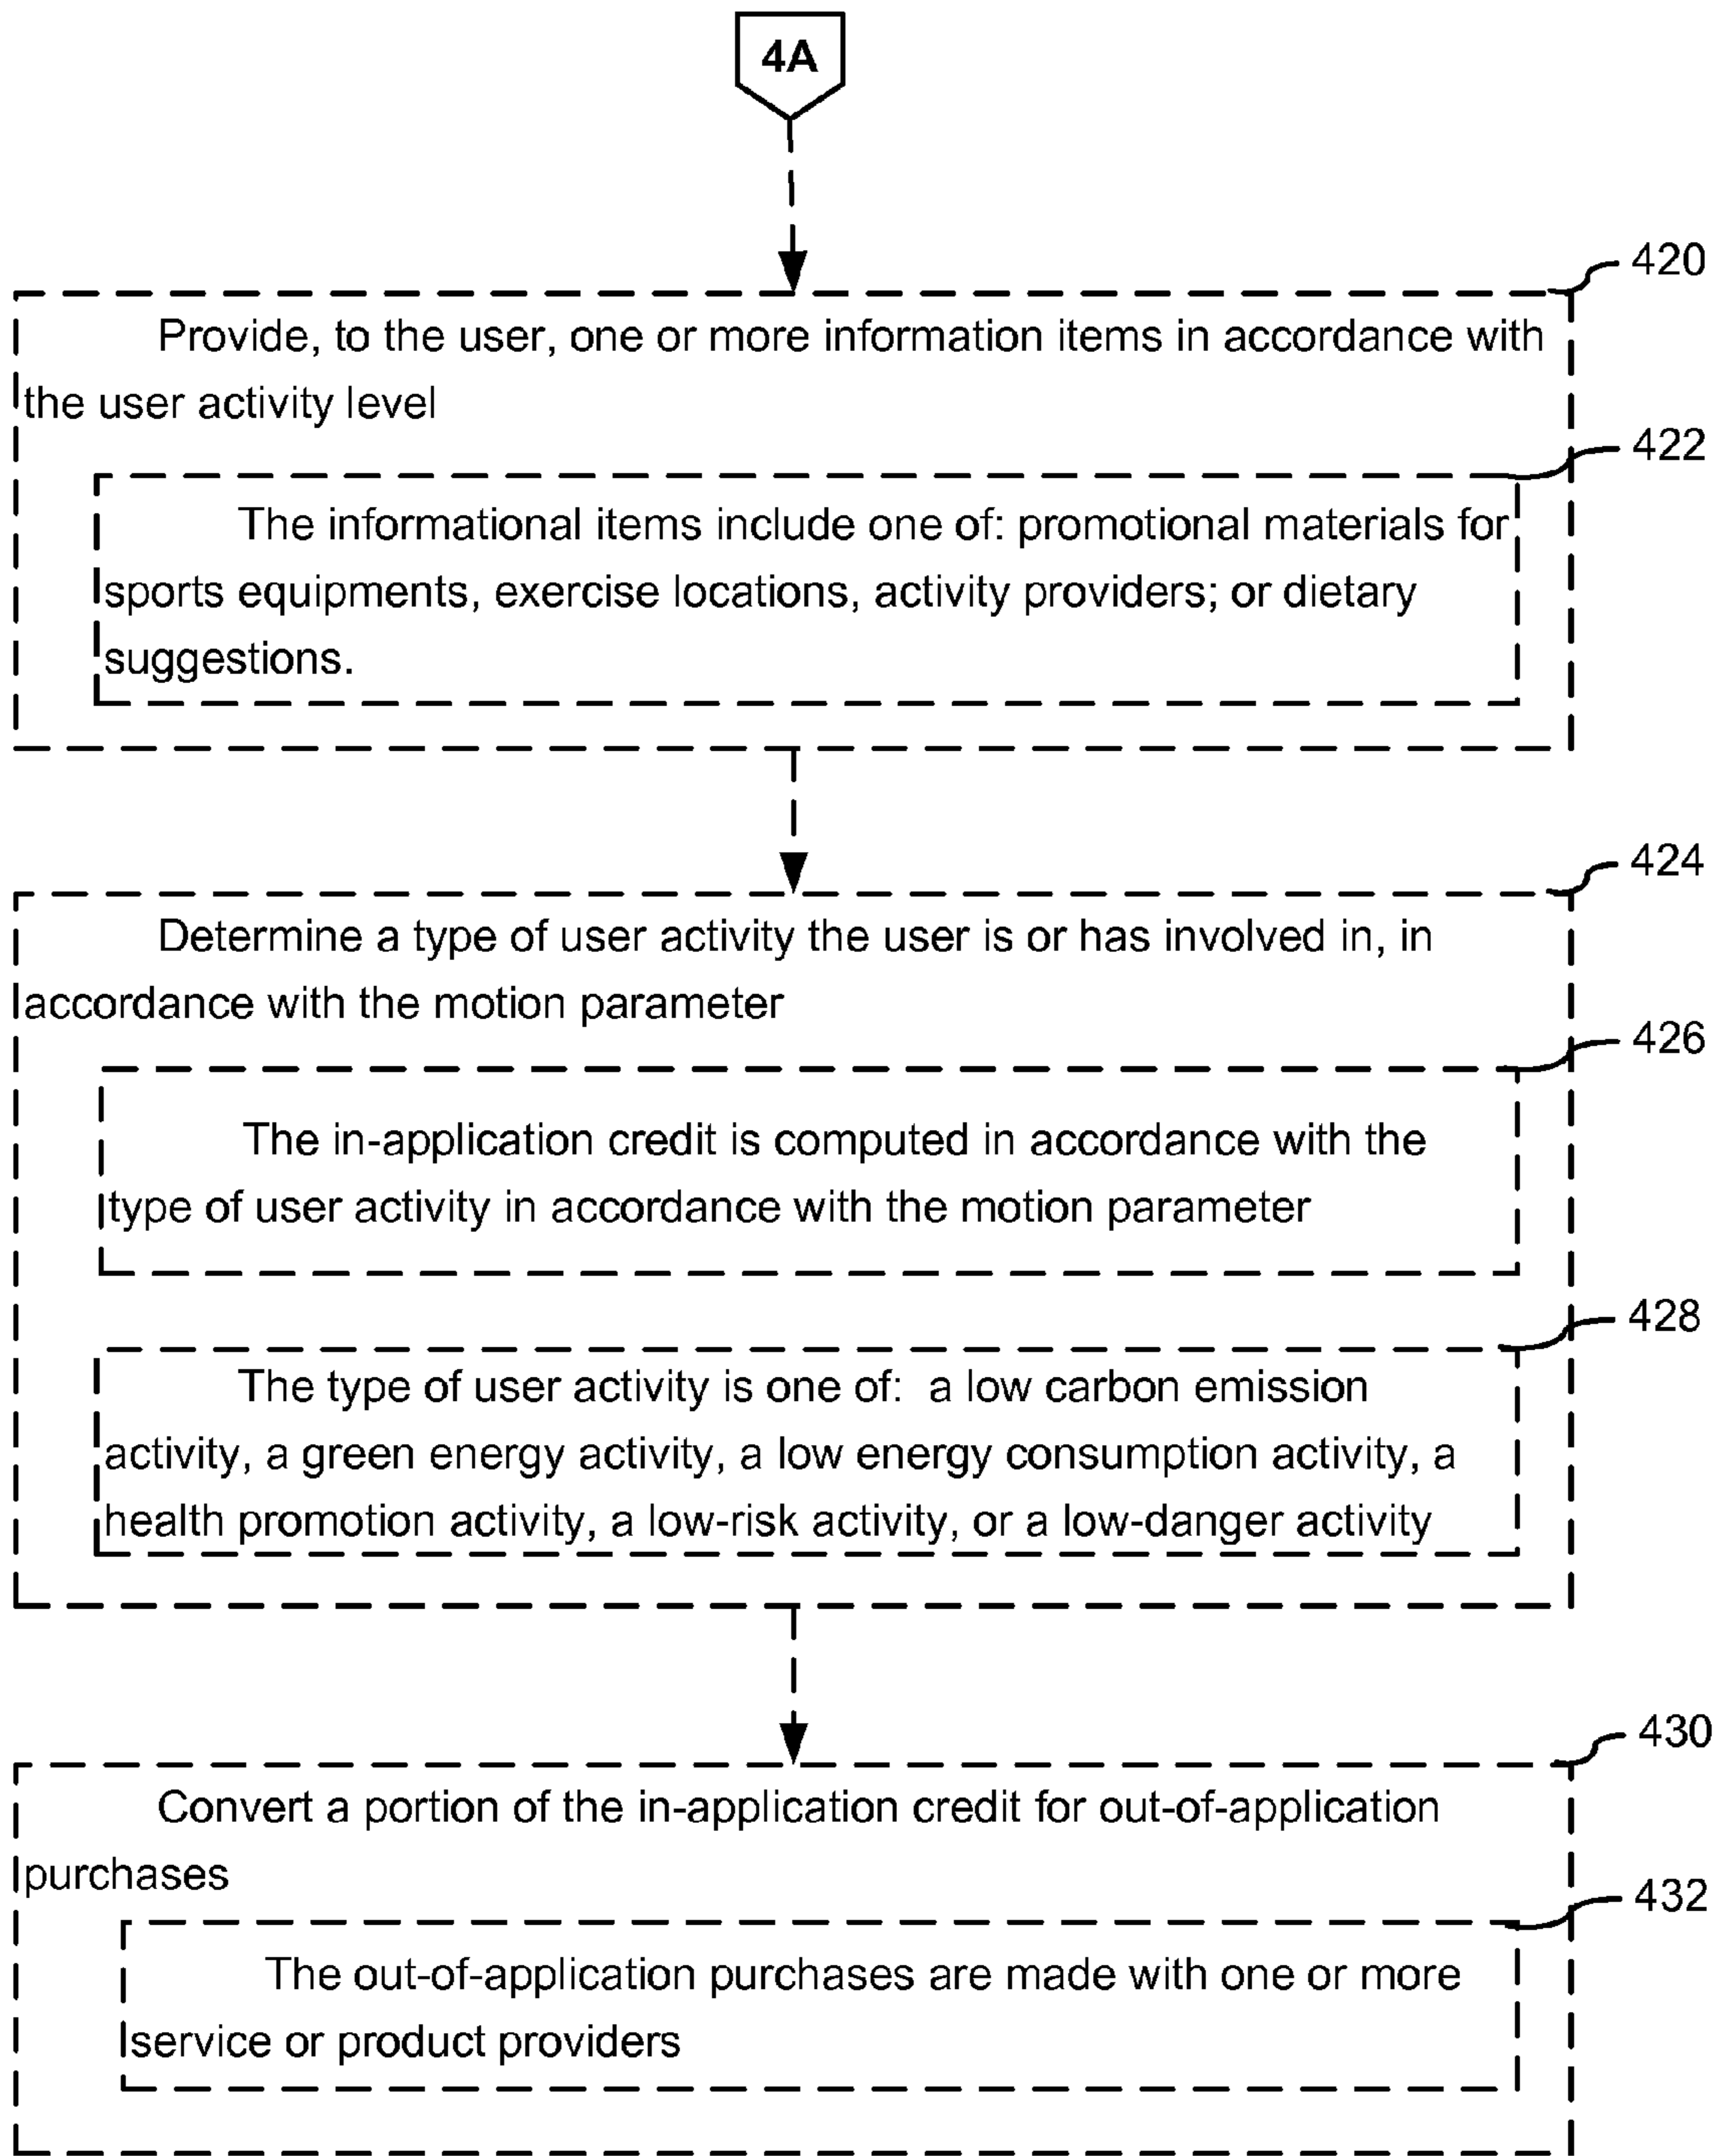 4A
420
Provide, to the user, one or more information items in accordance with
the user activity level
422
The informational items include one of: promotional materials for
sports equipments, exercise locations, activity providers; or dietary
suggestions.
424
Determine a type of user activity the user is or has involved in, in
accordance with the motion parameter
426
The in-application credit is computed in accordance with the
type of user activity in accordance with the motion parameter
428
The type of user activity is one of:  a low carbon emission
activity, a green energy activity, a low energy consumption activity, a
health promotion activity, a low-risk activity, or a low-danger activity
430
Convert a portion of the in-application credit for out-of-application
purchases
432
The out-of-application purchases are made with one or more
service or product providers